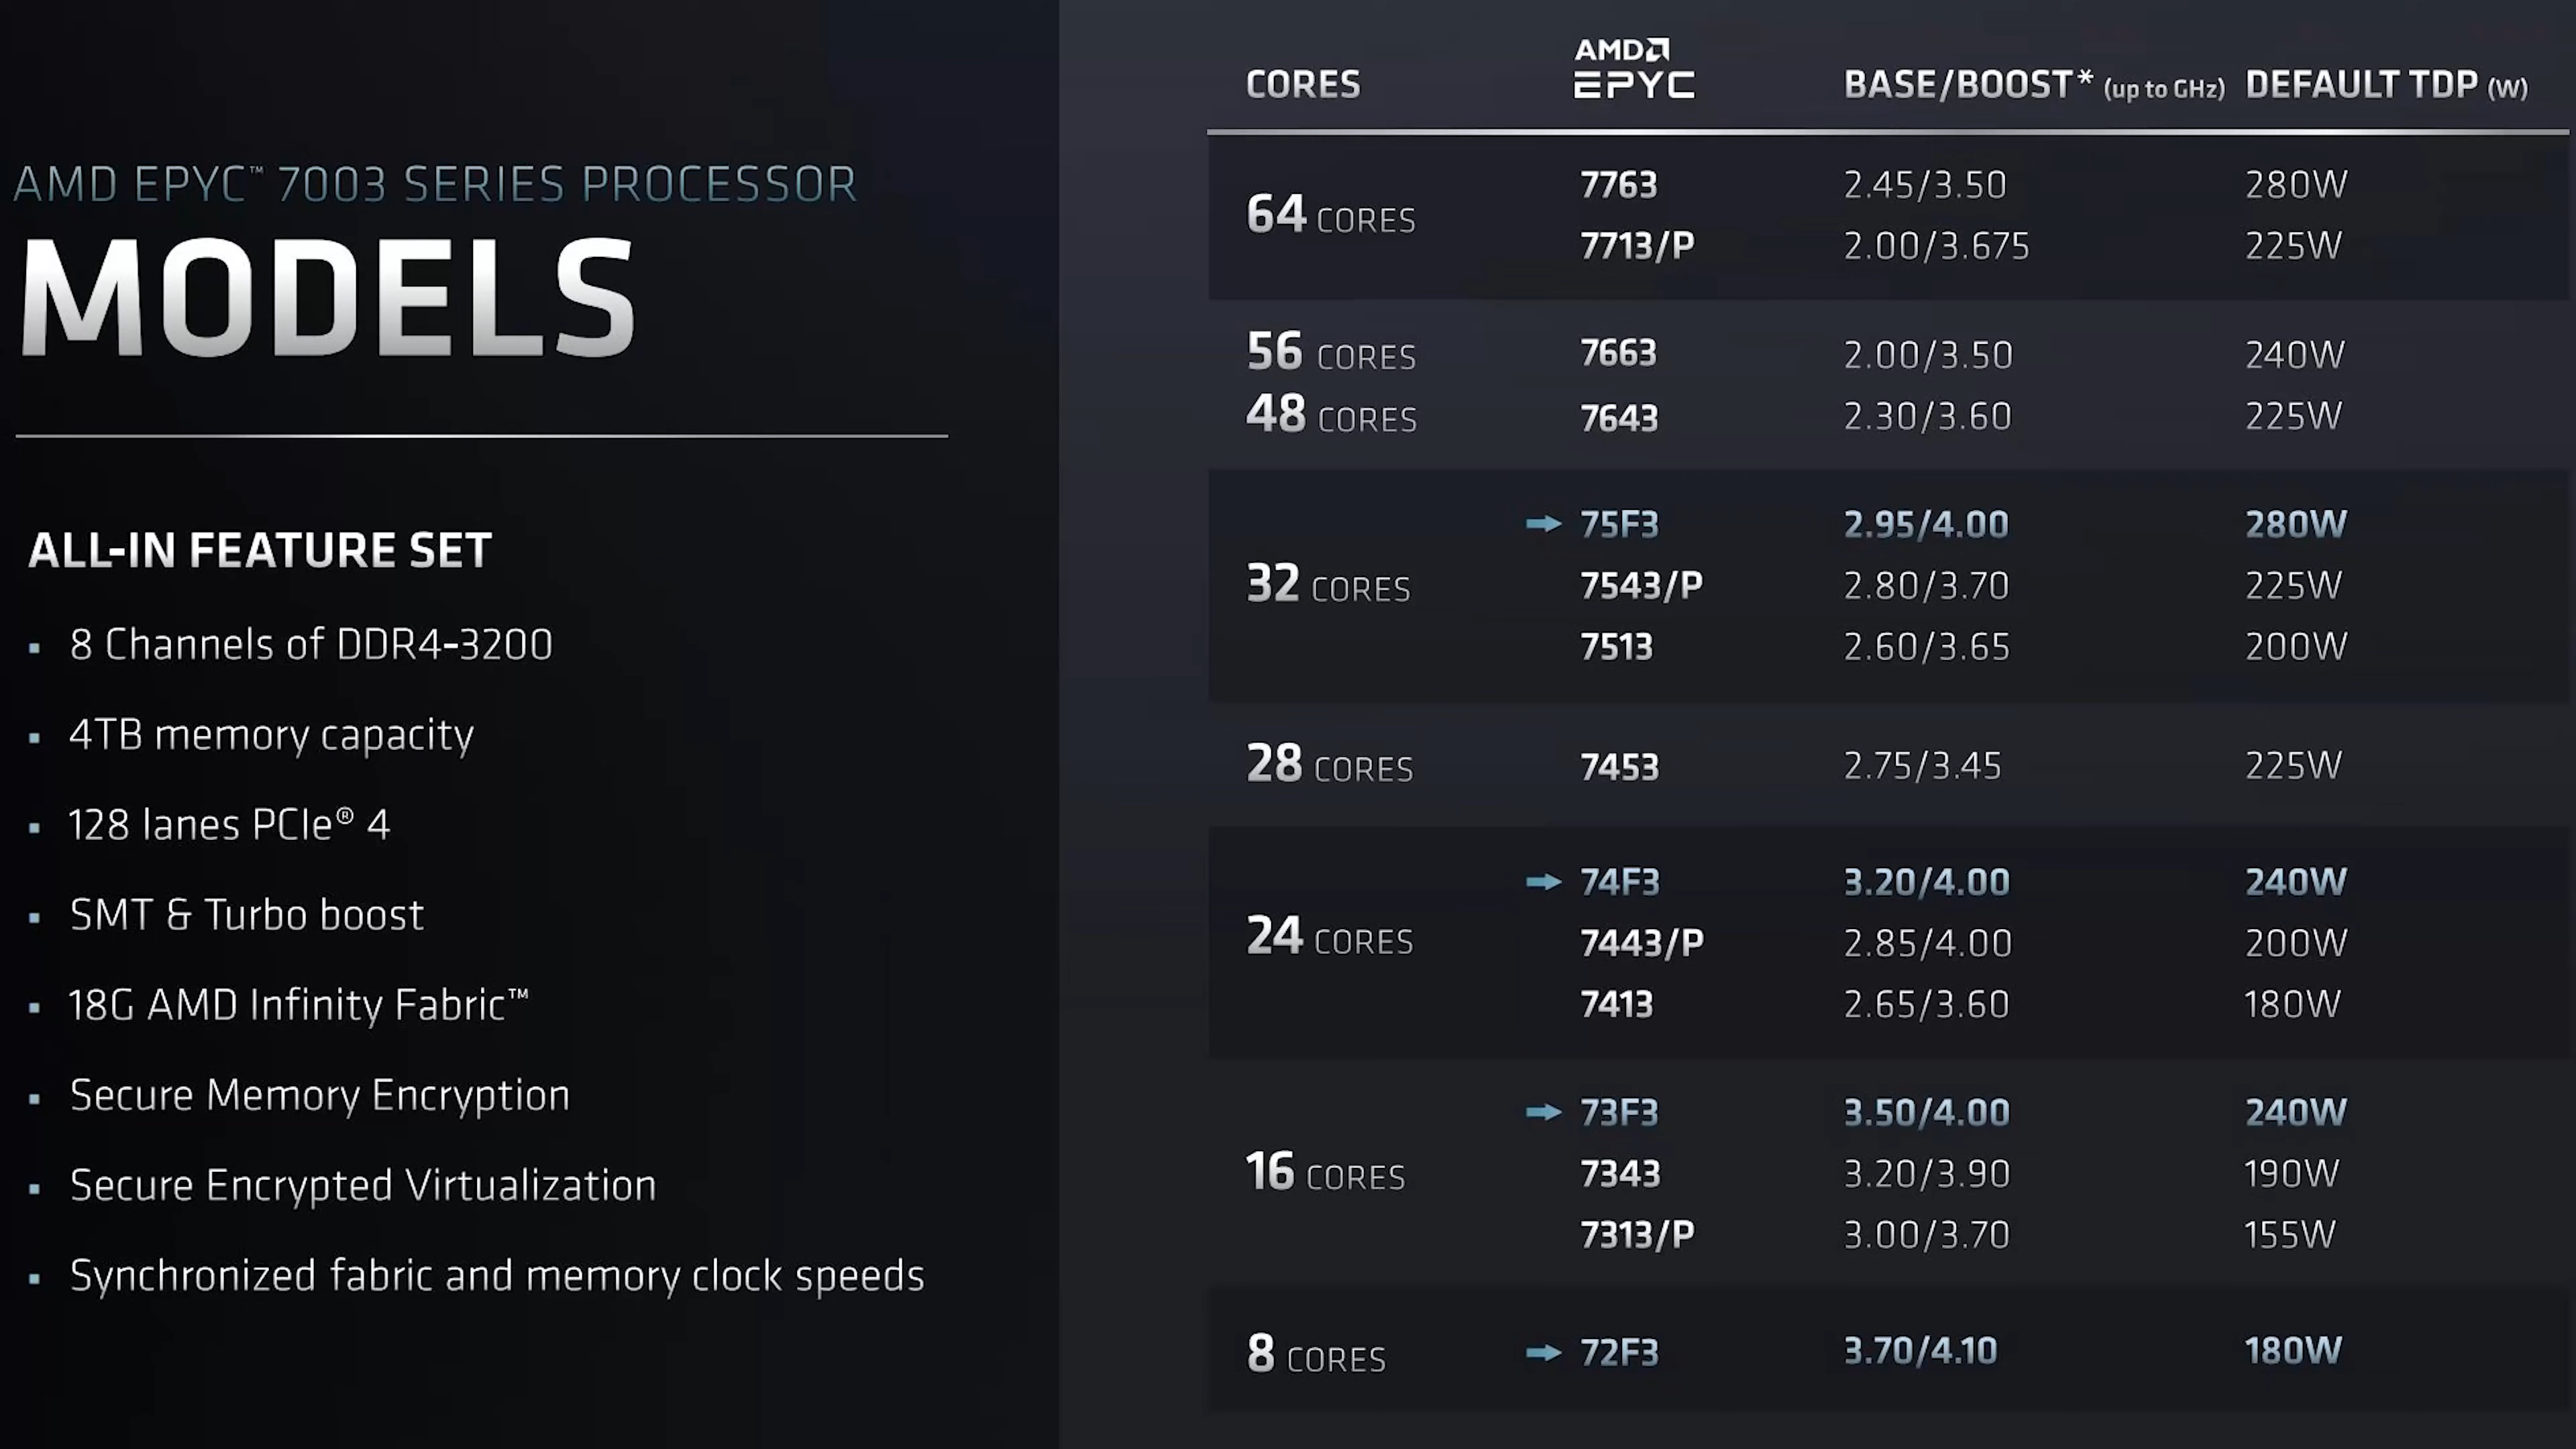 AMD EPYC™ 7003 SERIES PROCESSOR
MODELS
ALL-IN FEATURE SET
▪ 8 Channels of DDR4-3200
▪ 4TB memory capacity
▪ 128 lanes PCIe® 4
▪ SMT & Turbo boost
▪ 18G AMD Infinity Fabric™
▪ Secure Memory Encryption
▪ Secure Encrypted Virtualization
▪ Synchronized fabric and memory clock speeds
CORES AMD EPYC BASE/BOOST* (up to GHz) DEFAULT TDP (W)
64 CORES
7763 2.45/3.50 280W
7713/P 2.00/3.675 225W
56 CORES 7663 2.00/3.50 240W
48 CORES 7643 2.30/3.60 225W
32 CORES
➡ 75F3 2.95/4.00 280W
7543/P 2.80/3.70 225W
7513 2.60/3.65 200W
28 CORES 7453 2.75/3.45 225W
24 CORES
➡ 74F3 3.20/4.00 240W
7443/P 2.85/4.00 200W
7413 2.65/3.60 180W
16 CORES
➡ 73F3 3.50/4.00 240W
7343 3.20/3.90 190W
7313/P 3.00/3.70 155W
8 CORES ➡ 72F3 3.70/4.10 180W